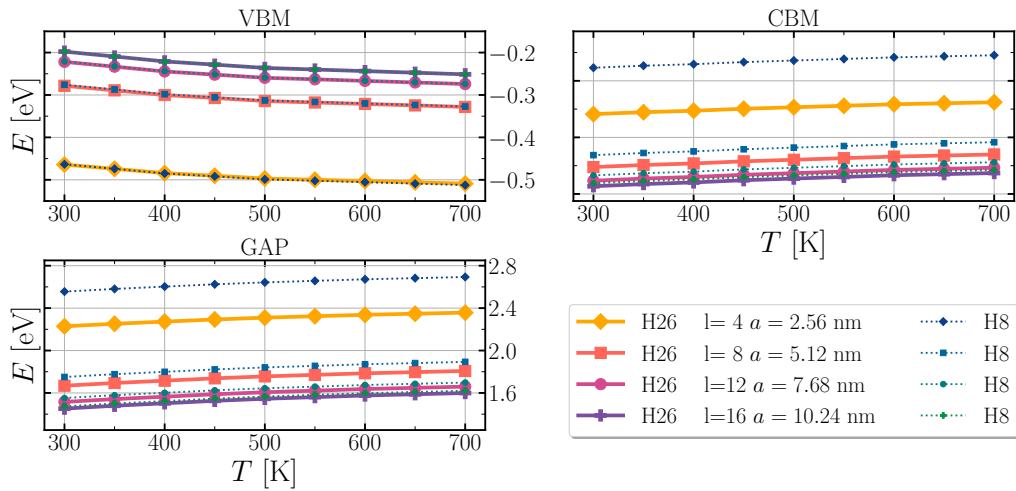 VBM
CBM
E [eV]
−0.2
−0.3
−0.4
−0.5
300 400 500 600 700
300 400 500 600 700
T [K]
GAP
E [eV]
2.8
2.4
2.0
1.6
300 400 500 600 700
T [K]
H26 l= 4 a = 2.56 nm H8
H26 l= 8 a = 5.12 nm H8
H26 l=12 a = 7.68 nm H8
H26 l=16 a = 10.24 nm H8